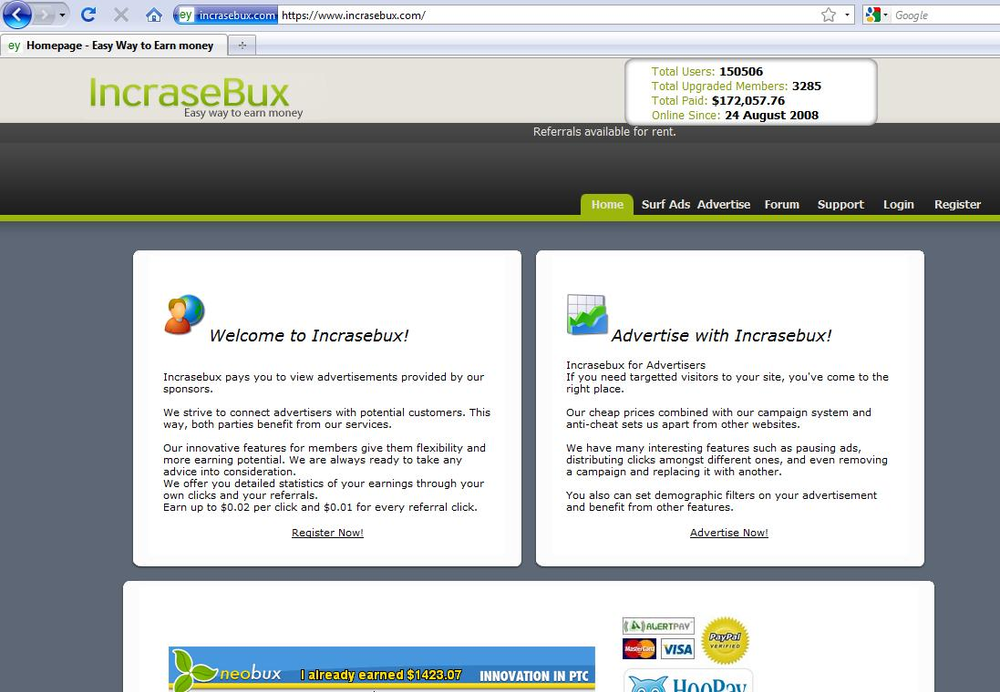 ey incrasebux.com https://www.incrasebux.com/
Google
ey Homepage - Easy Way to Earn money
IncraseBux
Easy way to earn money
Total Users: 150506
Total Upgraded Members: 3285
Total Paid: $172,057.76
Online Since: 24 August 2008
Referrals available for rent.
Home Surf Ads Advertise Forum Support Login Register
Welcome to Incrasebux!
Incrasebux pays you to view advertisements provided by our
sponsors.
We strive to connect advertisers with potential customers. This
way, both parties benefit from our services.
Our innovative features for members give them flexibility and
more earning potential. We are always ready to take any
advice into consideration.
We offer you detailed statistics of your earnings through your
own clicks and your referrals.
Earn up to $0.02 per click and $0.01 for every referral click.
Register Now!
Advertise with Incrasebux!
Incrasebux for Advertisers
If you need targetted visitors to your site, you've come to the
right place.
Our cheap prices combined with our campaign system and
anti-cheat sets us apart from other websites.
We have many interesting features such as pausing ads,
distributing clicks amongst different ones, and even removing
a campaign and replacing it with another.
You also can set demographic filters on your advertisement
and benefit from other features.
Advertise Now!
neobux I already earned $1423.07 INNOVATION IN PTC
ALERTPAY
MasterCard VISA
PayPal
VERIFIED
HooPay